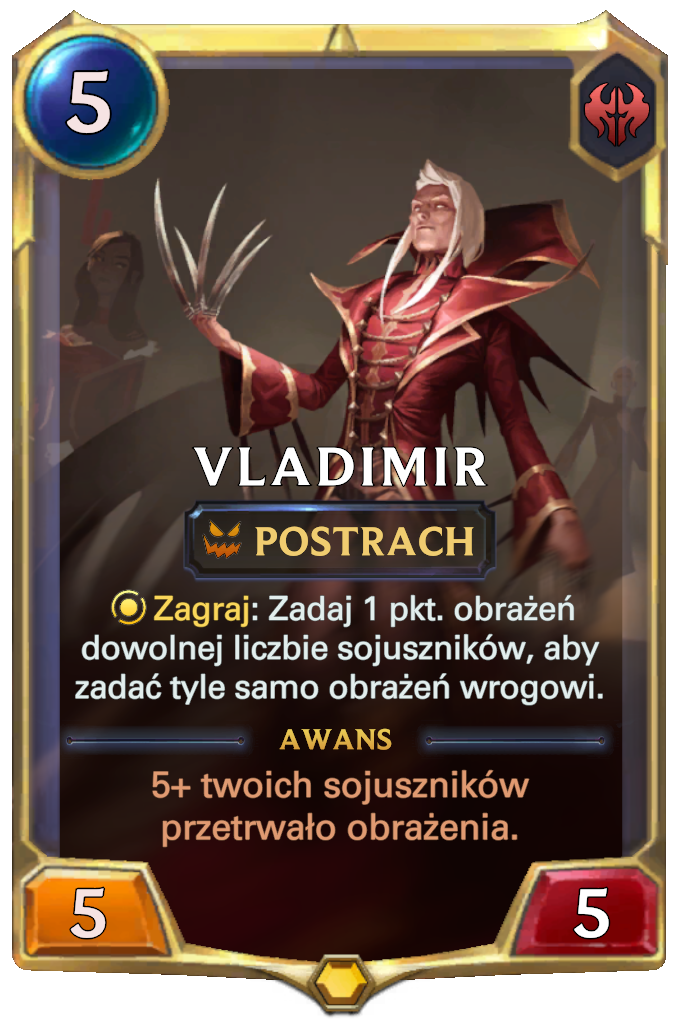 5
VLADIMIR
POSTRACH
Zagraj: Zadaj 1 pkt. obrażeń
dowolnej liczbie sojuszników, aby
zadać tyle samo obrażeń wrogowi.
AWANS
5+ twoich sojuszników
przetrwało obrażenia.
5
5